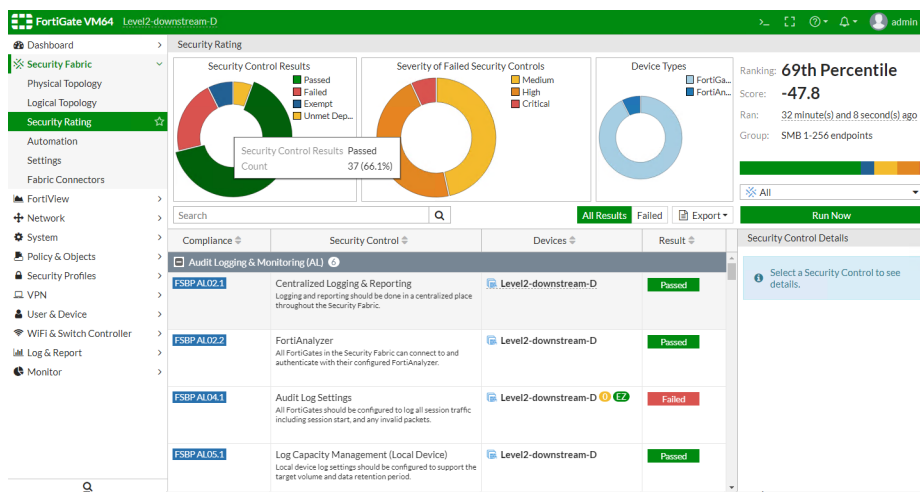 FortiGate VM64 Level2-downstream-D
admin
Dashboard
Security Fabric
Physical Topology
Logical Topology
Security Rating
Automation
Settings
Fabric Connectors
FortiView
Network
System
Policy & Objects
Security Profiles
VPN
User & Device
WiFi & Switch Controller
Log & Report
Monitor
Security Rating
Security Control Results
Passed
Failed
Exempt
Unmet Dep...
Security Control Results Passed
Count 37 (66.1%)
Severity of Failed Security Controls
Medium
High
Critical
Device Types
FortiGa...
FortiAn...
Ranking: 69th Percentile
Score: -47.8
Ran: 32 minute(s) and 8 second(s) ago
Group: SMB 1-256 endpoints
All
Run Now
Security Control Details
Select a Security Control to see
details.
Search
All Results Failed Export
Compliance Security Control Devices Result
Audit Logging & Monitoring (AL) 6
FSBP AL02.1 Centralized Logging & Reporting Level2-downstream-D Passed
Logging and reporting should be done in a centralized place
throughout the Security Fabric.
FSBP AL02.2 FortiAnalyzer Level2-downstream-D Passed
All FortiGates in the Security Fabric can connect to and
authenticate with their configured FortiAnalyzer.
FSBP AL04.1 Audit Log Settings Level2-downstream-D EZ Failed
All FortiGates should be configured to log all session traffic
including session start, and any invalid packets.
FSBP AL05.1 Log Capacity Management (Local Device) Level2-downstream-D Passed
Local device log settings should be configured to support the
target volume and data retention period.